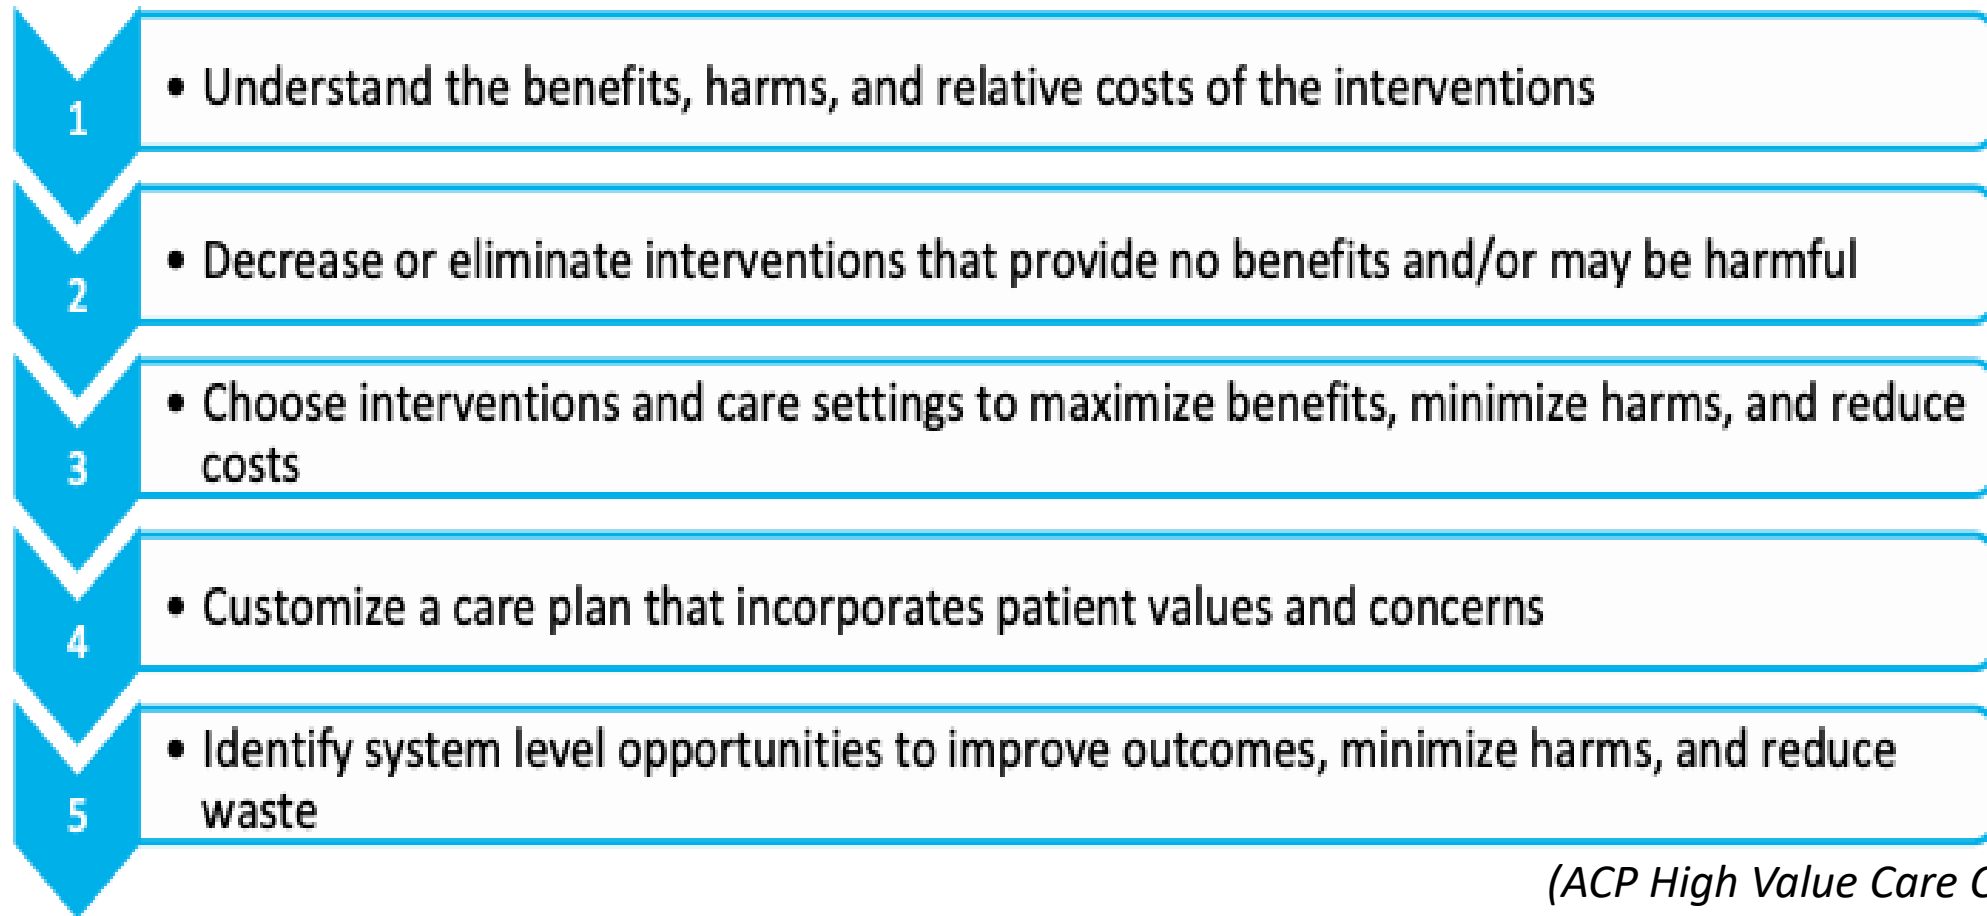 1
• Understand the benefits, harms, and relative costs of the interventions
2
• Decrease or eliminate interventions that provide no benefits and/or may be harmful
3
• Choose interventions and care settings to maximize benefits, minimize harms, and reduce
costs
4
• Customize a care plan that incorporates patient values and concerns
5
• Identify system level opportunities to improve outcomes, minimize harms, and reduce
waste
(ACP High Value Care